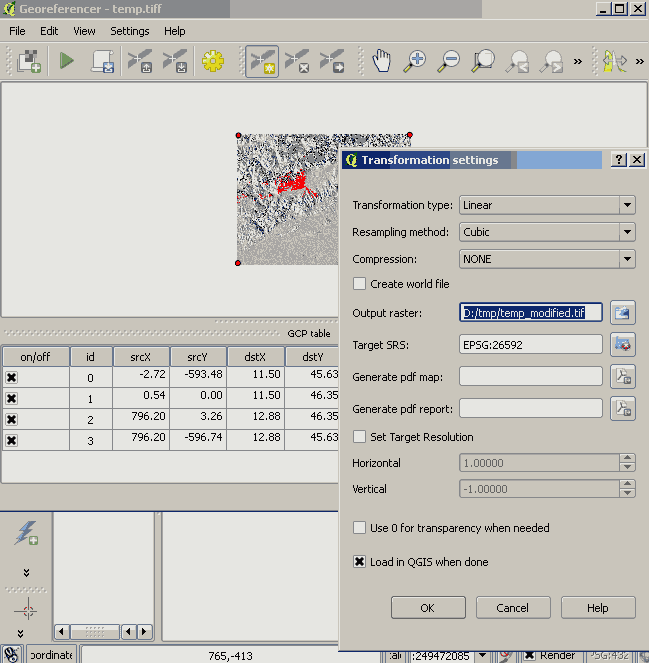 Georeferencer - temp.tiff
File Edit View Settings Help
Transformation settings
Transformation type: Linear
Resampling method: Cubic
Compression: NONE
Create world file
Output raster: D:/tmp/temp_modified.tif
Target SRS: EPSG:26592
Generate pdf map:
Generate pdf report:
Set Target Resolution
Horizontal 1.00000
Vertical -1.00000
Use 0 for transparency when needed
Load in QGIS when done
OK Cancel Help
GCP table
on/off id srcX srcY dstX dstY
0 -2.72 -593.48 11.50 45.63
1 0.54 0.00 11.50 46.35
2 796.20 3.26 12.88 46.35
3 796.20 -596.74 12.88 45.63
oordinate 765,-413 :249472085 Render